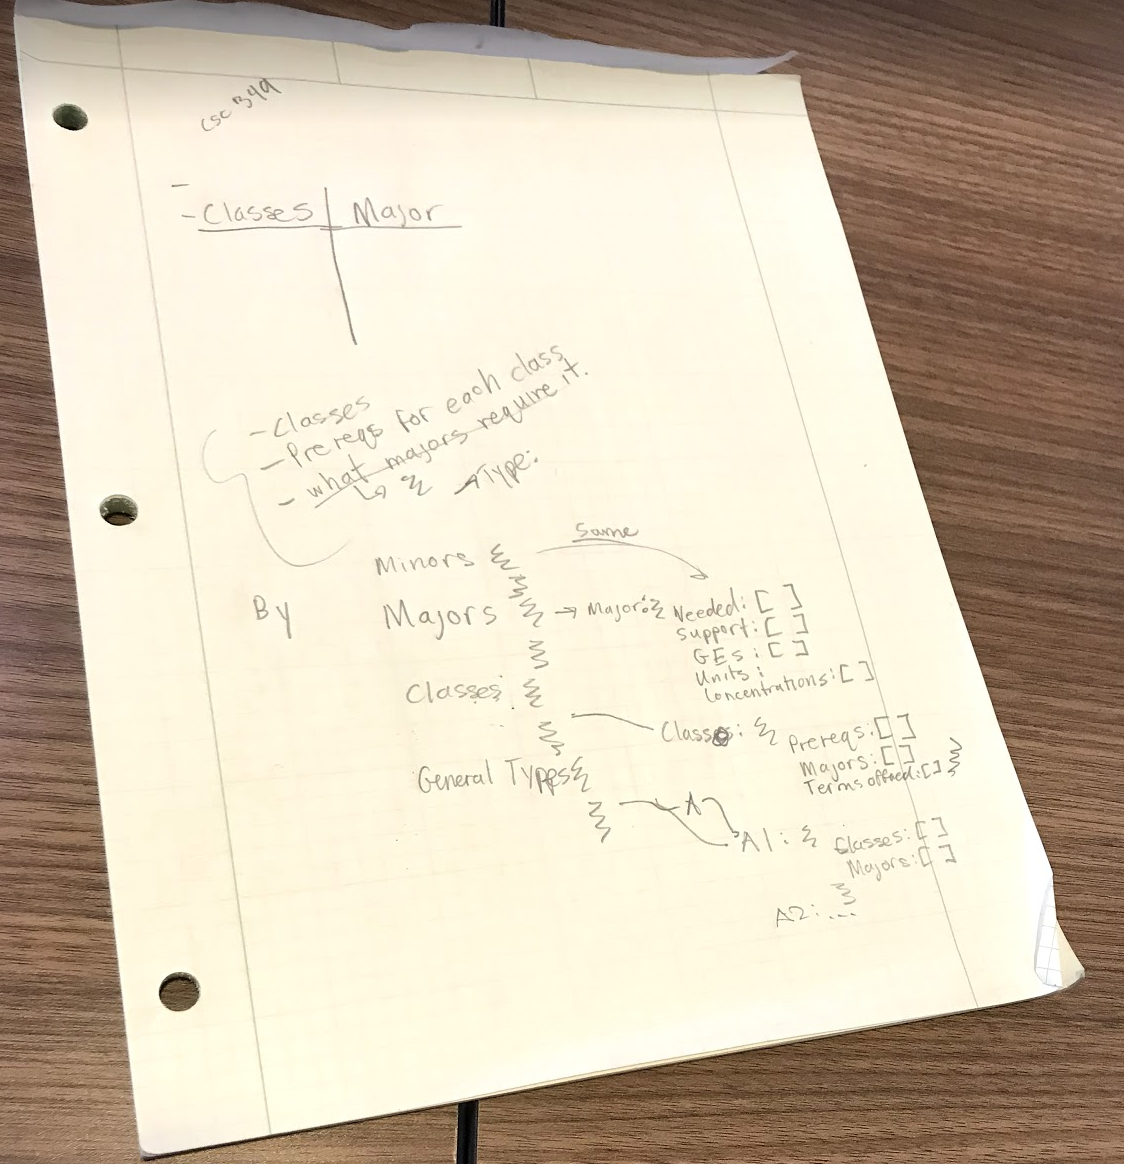 csc 349
-
- Classes | Major
- Classes
- Prereqs for each class
- what majors require it.
↳ { Type:
Minors { same
}
By Majors { → Major: { Needed: [ ]
Support: [ ]
GEs: [ ]
Units:
Concentrations: [ ]
}
Classes {
} Class: { Prereqs: [ ]
Majors: [ ]
Terms offered: [ ] }
General Types {
} A
A1: { Classes: [ ]
Majors: [ ]
}
A2: ...